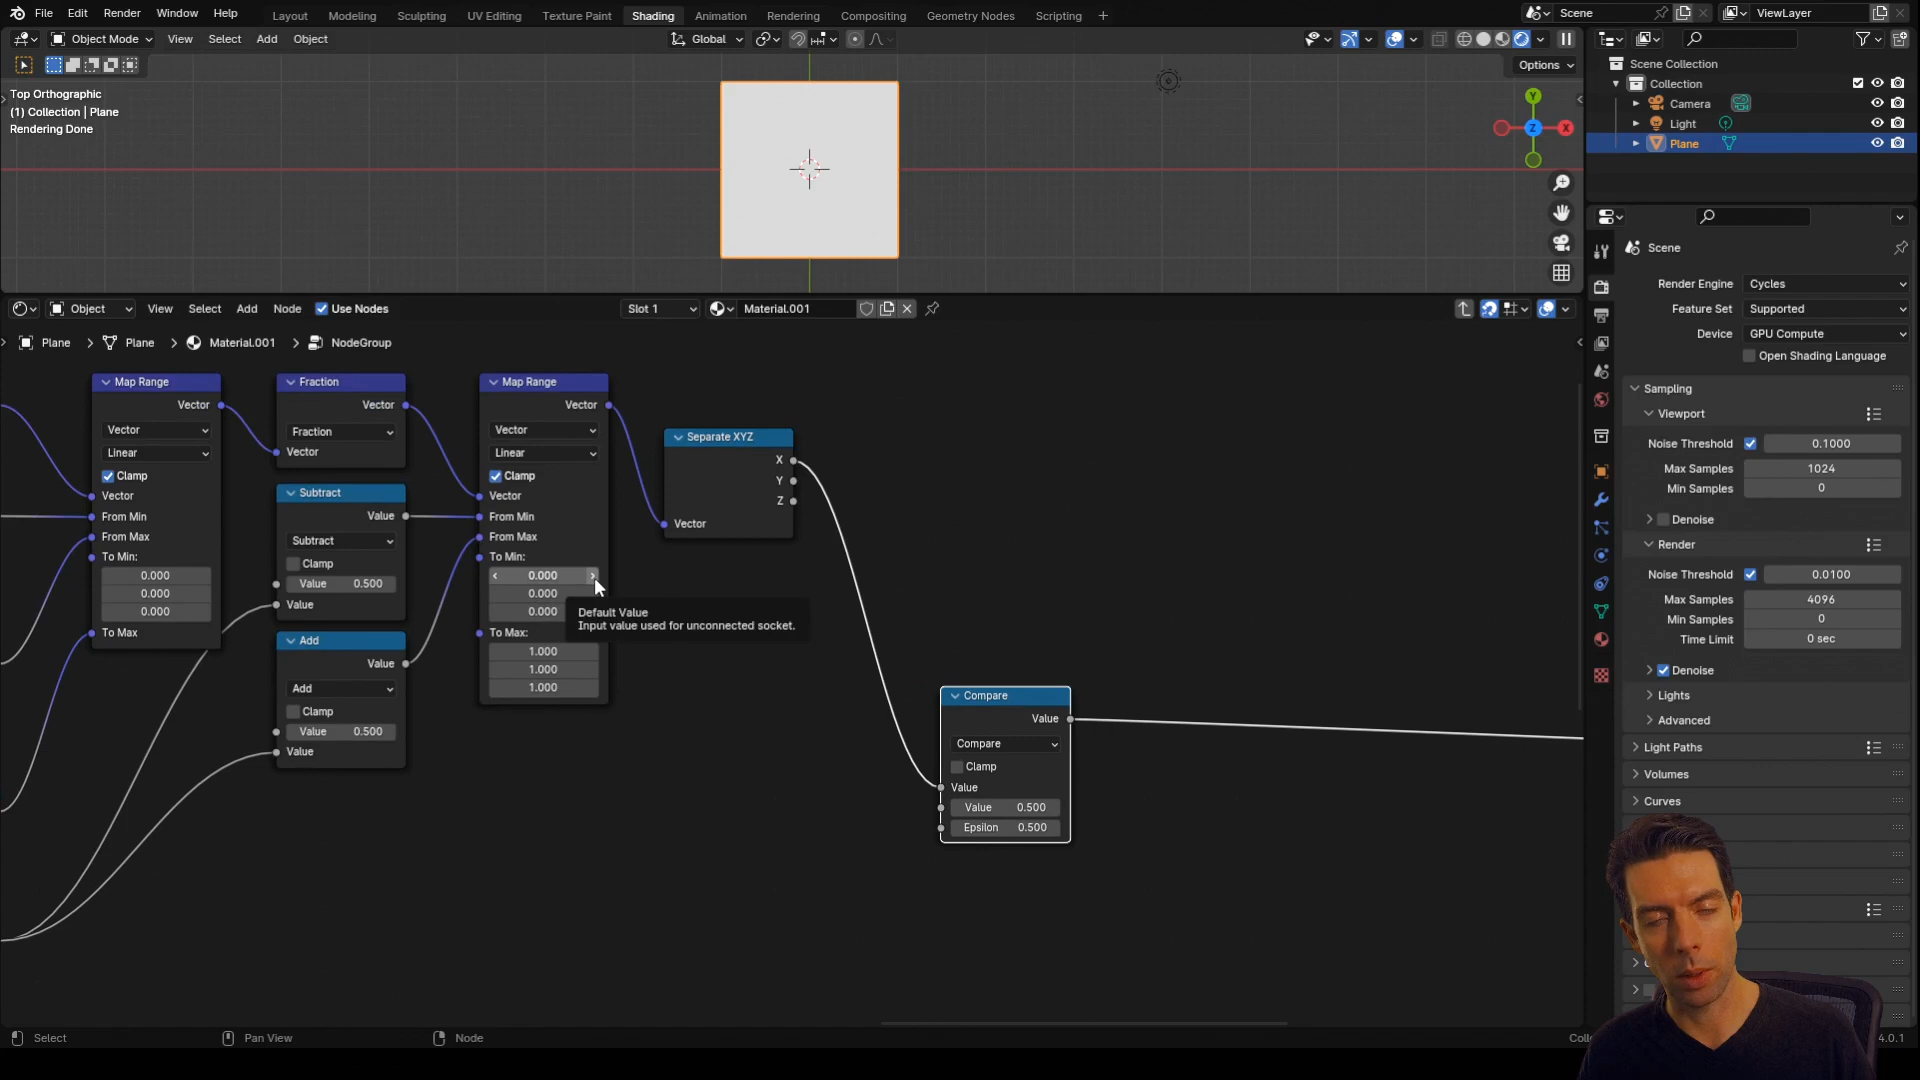 File Edit Render Window Help Layout Modeling Sculpting UV Editing Texture Paint Shading Animation Rendering Compositing Geometry Nodes Scripting + Scene ViewLayer
Object Mode View Select Add Object Global
Options
Top Orthographic
(1) Collection | Plane
Rendering Done
Y
Z X
Scene Collection
Collection
Camera
Light
Plane
Scene
Render Engine Cycles
Feature Set Supported
Device GPU Compute
Open Shading Language
Sampling
Viewport
Noise Threshold 0.1000
Max Samples 1024
Min Samples 0
Denoise
Render
Noise Threshold 0.0100
Max Samples 4096
Min Samples 0
Time Limit 0 sec
Denoise
Lights
Advanced
Light Paths
Volumes
Curves
Object View Select Add Node Use Nodes Slot 1 Material.001
Plane > Plane > Material.001 > NodeGroup
Map Range
Vector
Vector
Linear
Clamp
Vector
From Min
From Max
To Min:
0.000
0.000
0.000
To Max
Fraction
Vector
Fraction
Vector
Subtract
Value
Subtract
Clamp
Value 0.500
Value
Add
Value
Add
Clamp
Value 0.500
Value
Map Range
Vector
Vector
Linear
Clamp
Vector
From Min
From Max
To Min:
0.000
0.000
0.000
To Max:
1.000
1.000
1.000
Default Value
Input value used for unconnected socket.
Separate XYZ
X
Y
Z
Vector
Compare
Value
Compare
Clamp
Value
Value 0.500
Epsilon 0.500
Select Pan View Node
4.0.1